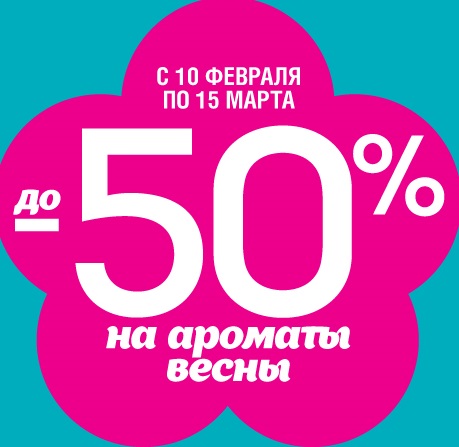 С 10 ФЕВРАЛЯ
ПО 15 МАРТА
до -50%
на ароматы
весны